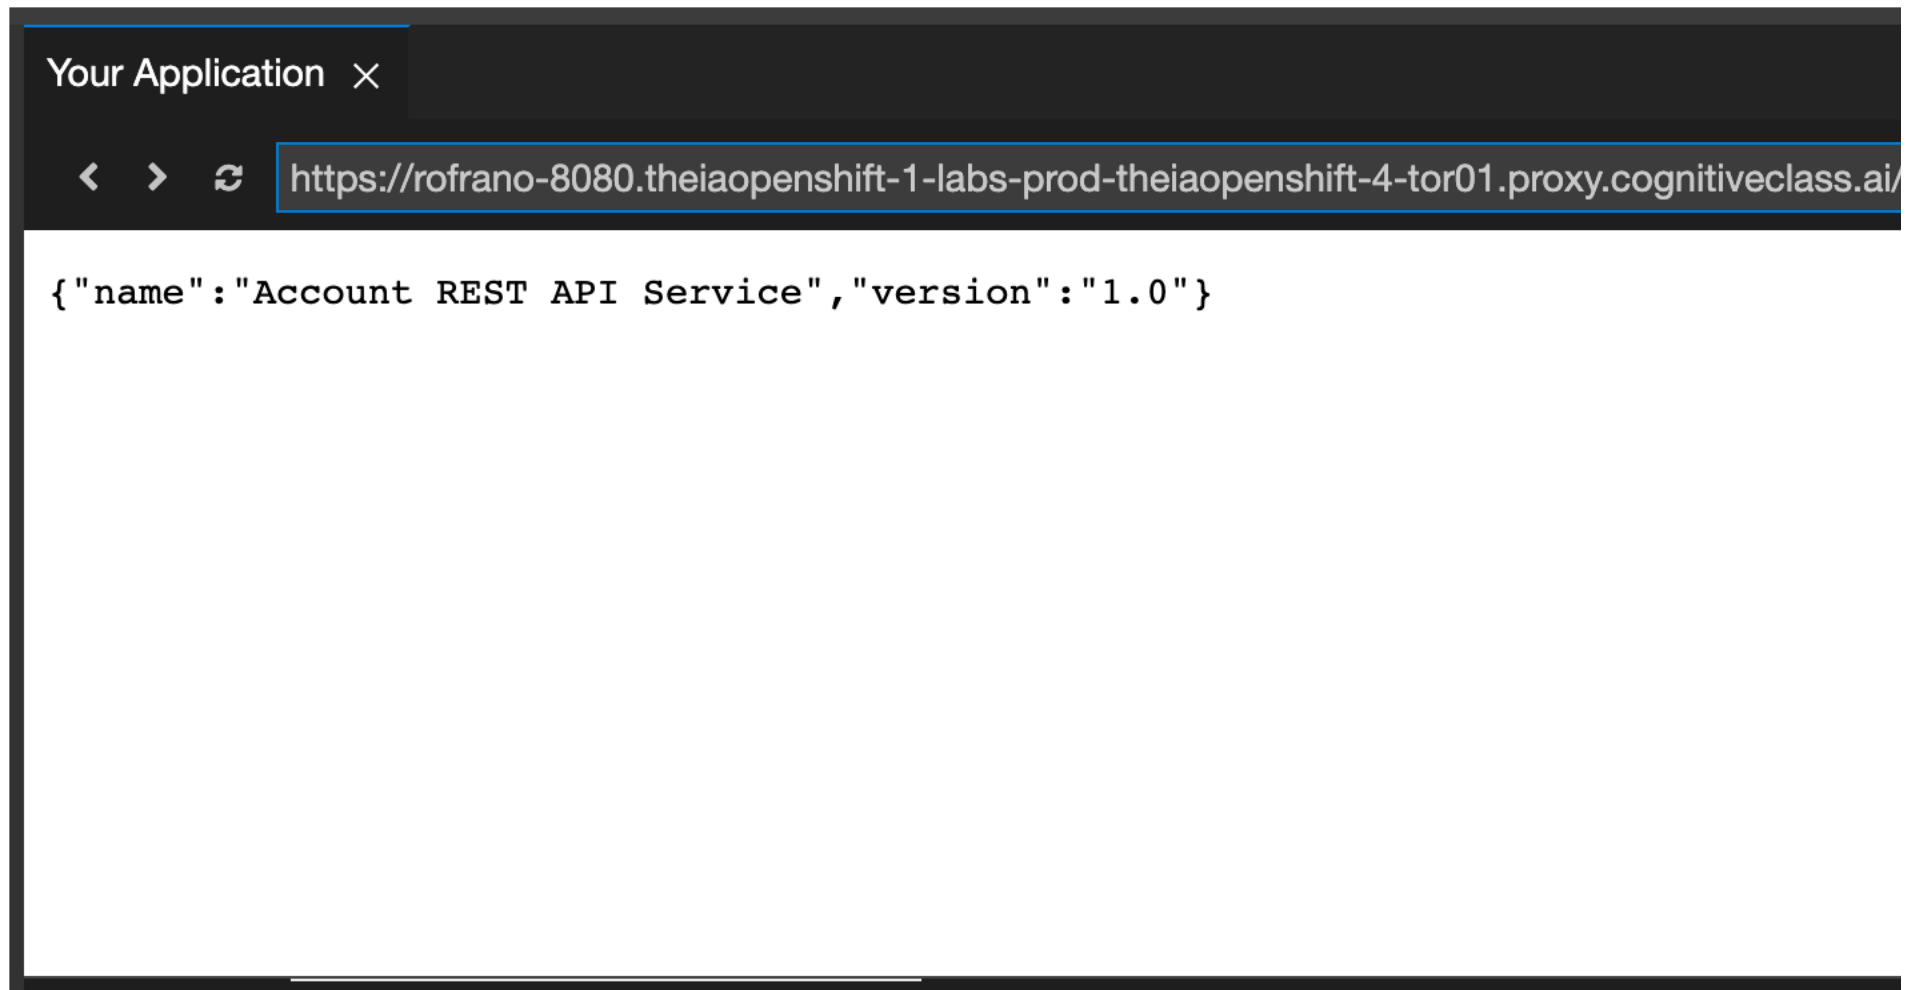 Your Application
https://rofrano-8080.theiaopenshift-1-labs-prod-theiaopenshift-4-tor01.proxy.cognitiveclass.ai/
{"name":"Account REST API Service","version":"1.0"}